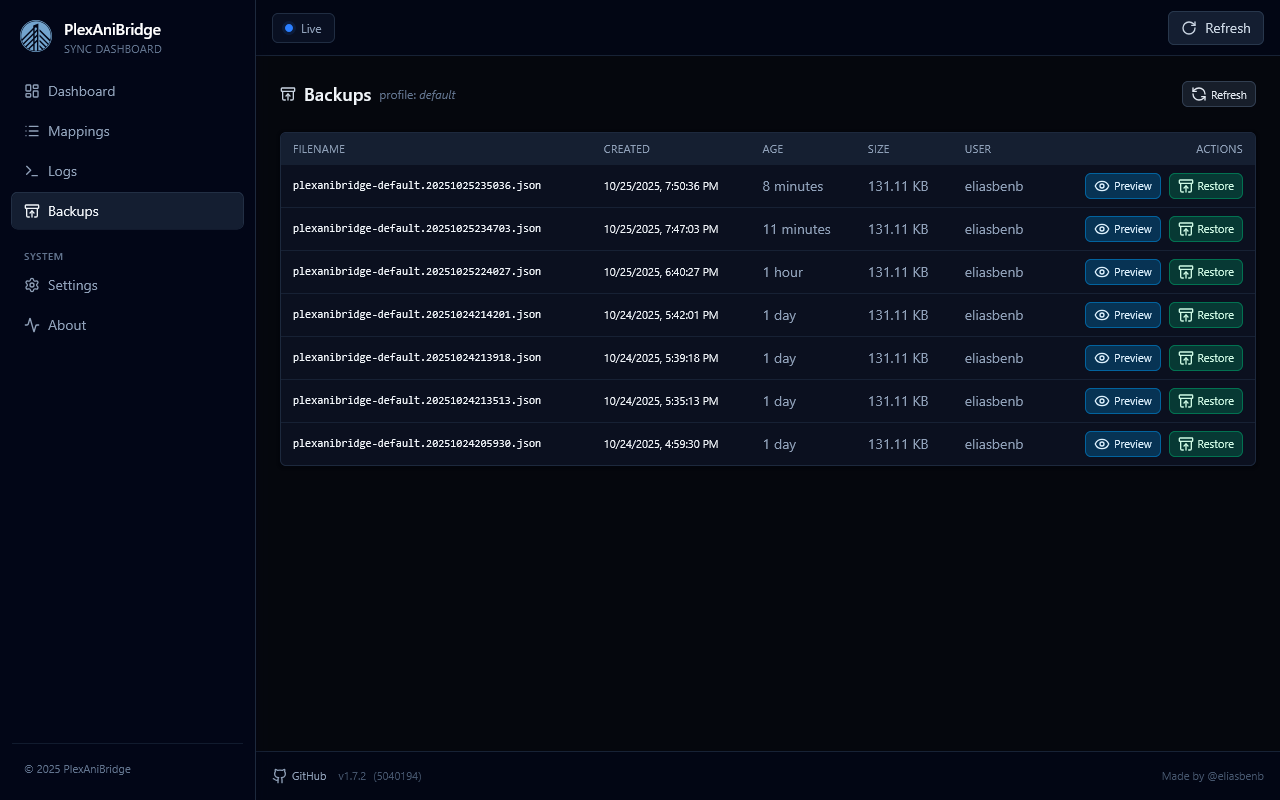 PlexAniBridge
SYNC DASHBOARD
Dashboard
Mappings
Logs
Backups
SYSTEM
Settings
About
© 2025 PlexAniBridge
Live
Refresh
Backups profile: default
Refresh
FILENAME CREATED AGE SIZE USER ACTIONS
plexanibridge-default.20251025235036.json 10/25/2025, 7:50:36 PM 8 minutes 131.11 KB eliasbenb Preview Restore
plexanibridge-default.20251025234703.json 10/25/2025, 7:47:03 PM 11 minutes 131.11 KB eliasbenb Preview Restore
plexanibridge-default.20251025224027.json 10/25/2025, 6:40:27 PM 1 hour 131.11 KB eliasbenb Preview Restore
plexanibridge-default.20251024214201.json 10/24/2025, 5:42:01 PM 1 day 131.11 KB eliasbenb Preview Restore
plexanibridge-default.20251024213918.json 10/24/2025, 5:39:18 PM 1 day 131.11 KB eliasbenb Preview Restore
plexanibridge-default.20251024213513.json 10/24/2025, 5:35:13 PM 1 day 131.11 KB eliasbenb Preview Restore
plexanibridge-default.20251024205930.json 10/24/2025, 4:59:30 PM 1 day 131.11 KB eliasbenb Preview Restore
GitHub v1.7.2 (5040194)
Made by @eliasbenb